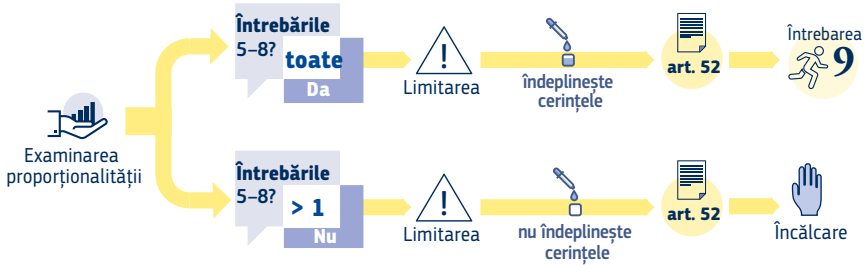 Examinarea
proporționalității
Întrebările
5–8?
toate
Da
Limitarea
îndeplinește
cerințele
art. 52
Întrebarea
9
Întrebările
5–8?
> 1
Nu
Limitarea
nu îndeplinește
cerințele
art. 52
Încălcare